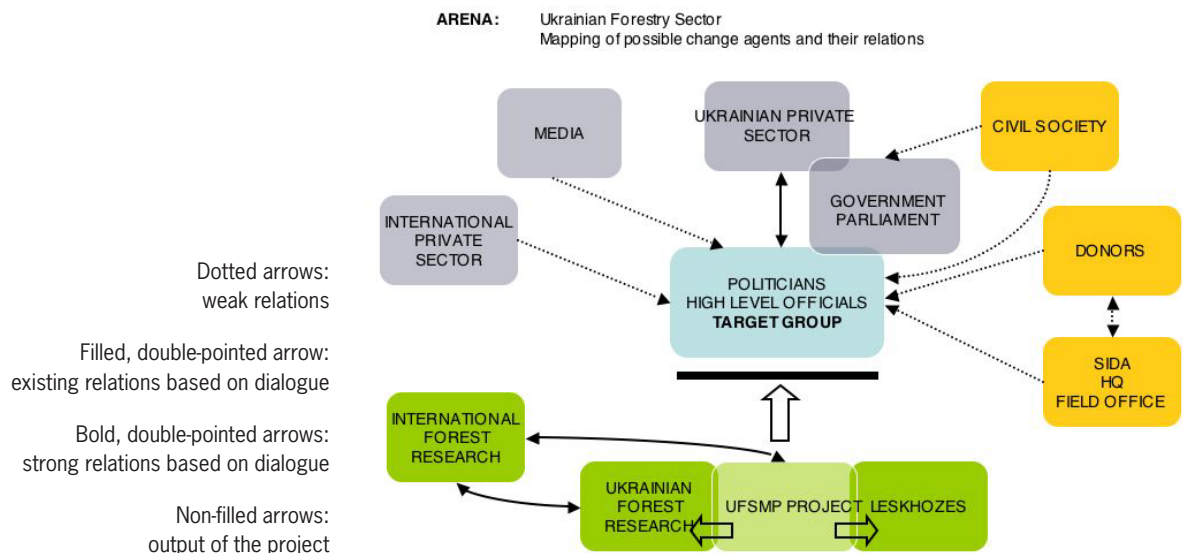 ARENA: Ukrainian Forestry Sector
Mapping of possible change agents and their relations
MEDIA
UKRAINIAN PRIVATE
SECTOR
CIVIL SOCIETY
GOVERNMENT
PARLIAMENT
INTERNATIONAL
PRIVATE
SECTOR
DONORS
POLITICIANS
HIGH LEVEL OFFICIALS
TARGET GROUP
SIDA
HQ
FIELD OFFICE
INTERNATIONAL
FOREST
RESEARCH
UKRAINIAN
FOREST
RESEARCH
UFSMP PROJECT
LESKHOZES
Dotted arrows:
weak relations
Filled, double-pointed arrow:
existing relations based on dialogue
Bold, double-pointed arrows:
strong relations based on dialogue
Non-filled arrows:
output of the project